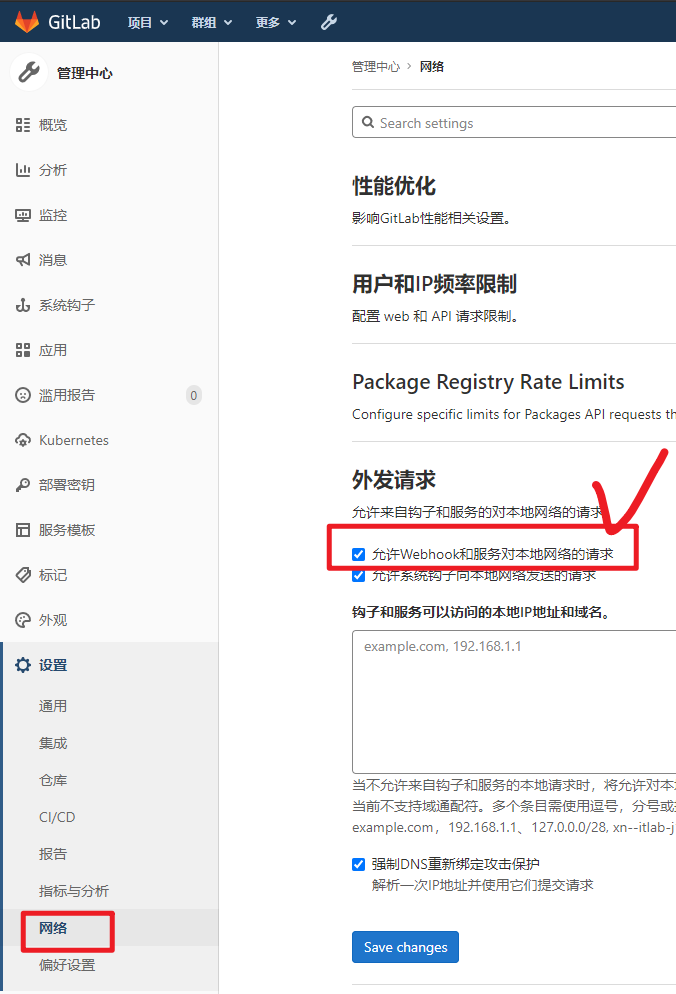 GitLab 项目 群组 更多
管理中心
概览
分析
监控
消息
系统钩子
应用
滥用报告 0
Kubernetes
部署密钥
服务模板
标记
外观
设置
通用
集成
仓库
CI/CD
报告
指标与分析
网络
偏好设置
管理中心 > 网络
Search settings
性能优化
影响GitLab性能相关设置。
用户和IP频率限制
配置 web 和 API 请求限制。
Package Registry Rate Limits
Configure specific limits for Packages API requests th
外发请求
允许来自钩子和服务的对本地网络的请求
允许Webhook和服务对本地网络的请求
允许系统钩子向本地网络发送的请求
钩子和服务可以访问的本地IP地址和域名。
example.com, 192.168.1.1
当不允许来自钩子和服务的本地请求时，将允许对本
当前不支持域通配符。多个条目需使用逗号，分号或
example.com，192.168.1.1、127.0.0.0/28, xn--itlab-j
强制DNS重新绑定攻击保护
解析一次IP地址并使用它们提交请求
Save changes